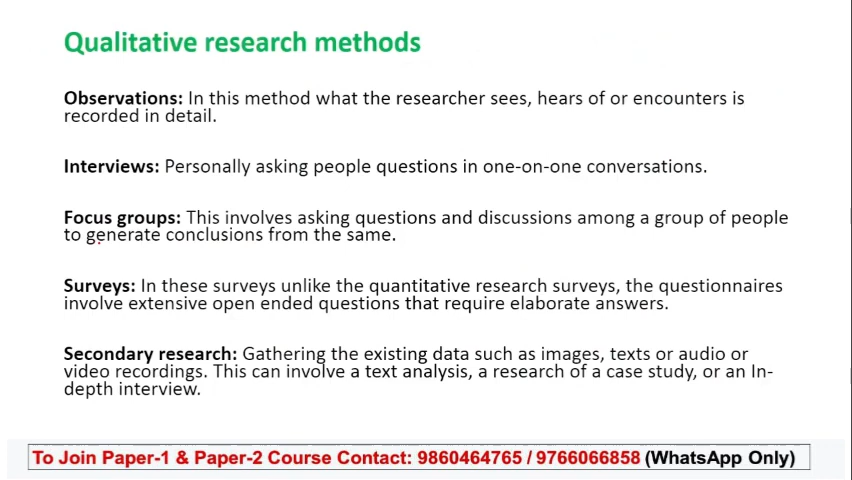 Qualitative research methods
Observations: In this method what the researcher sees, hears of or encounters is
recorded in detail.
Interviews: Personally asking people questions in one-on-one conversations.
Focus groups: This involves asking questions and discussions among a group of people
to generate conclusions from the same.
Surveys: In these surveys unlike the quantitative research surveys, the questionnaires
involve extensive open ended questions that require elaborate answers.
Secondary research: Gathering the existing data such as images, texts or audio or
video recordings. This can involve a text analysis, a research of a case study, or an In-
depth interview.
To Join Paper-1 & Paper-2 Course Contact: 9860464765 / 9766066858 (WhatsApp Only)